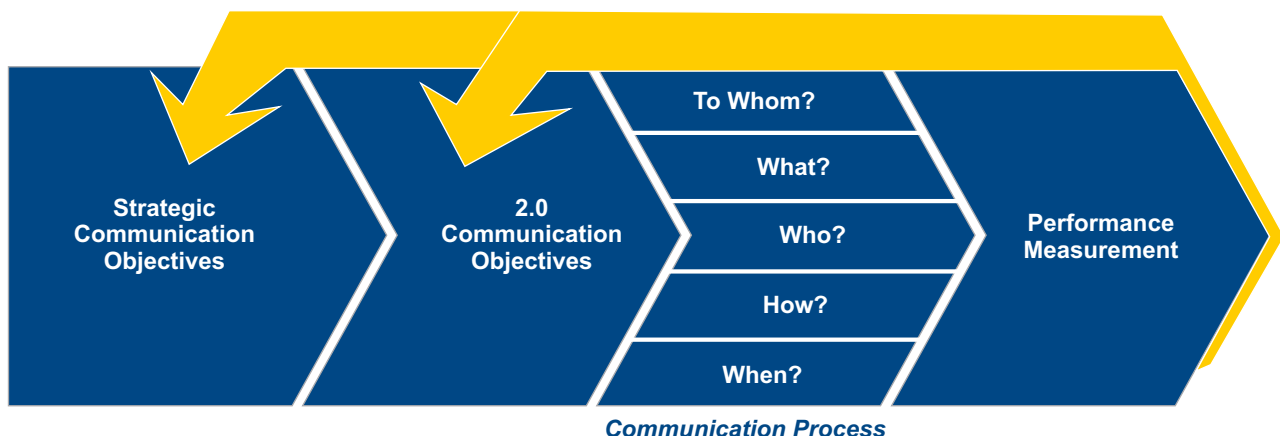 Strategic
Communication
Objectives
2.0
Communication
Objectives
To Whom?
What?
Who?
How?
When?
Performance
Measurement
Communication Process